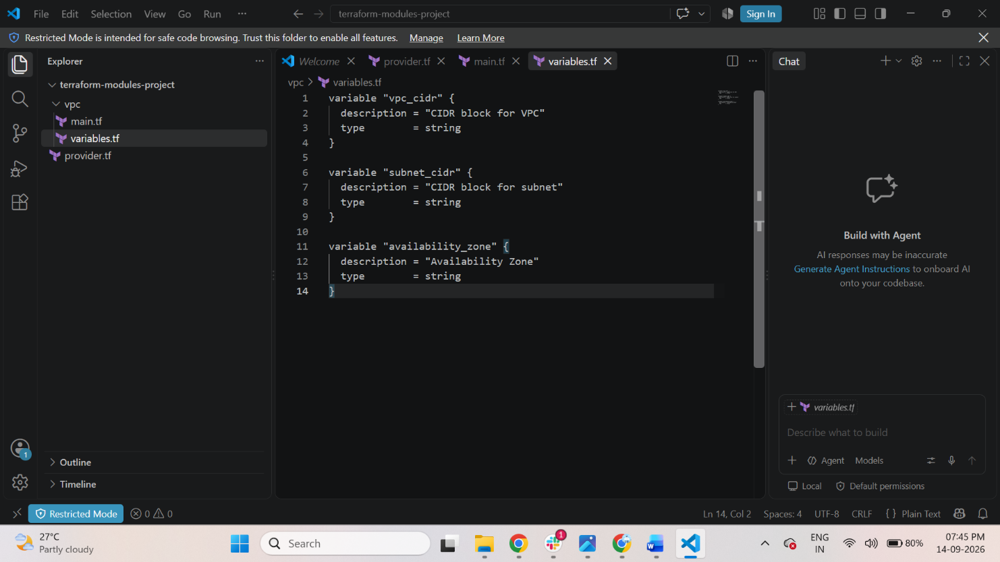 File Edit Selection View Go Run ···
terraform-modules-project
Sign In
Restricted Mode is intended for safe code browsing. Trust this folder to enable all features. Manage Learn More
Explorer
terraform-modules-project
vpc
main.tf
variables.tf
provider.tf
Outline
Timeline
1
Welcome provider.tf main.tf variables.tf
vpc > variables.tf
1 variable "vpc_cidr" {
2 description = "CIDR block for VPC"
3 type = string
4 }
5
6 variable "subnet_cidr" {
7 description = "CIDR block for subnet"
8 type = string
9 }
10
11 variable "availability_zone" {
12 description = "Availability Zone"
13 type = string
14 }
Chat
Build with Agent
AI responses may be inaccurate
Generate Agent Instructions to onboard AI
onto your codebase.
variables.tf
Describe what to build
Agent Models
Local Default permissions
Restricted Mode 0 0
Ln 14, Col 2 Spaces: 4 UTF-8 CRLF { } Plain Text
27°C
Partly cloudy
Search
1
ENG
IN
80%
07:45 PM
14-09-2026